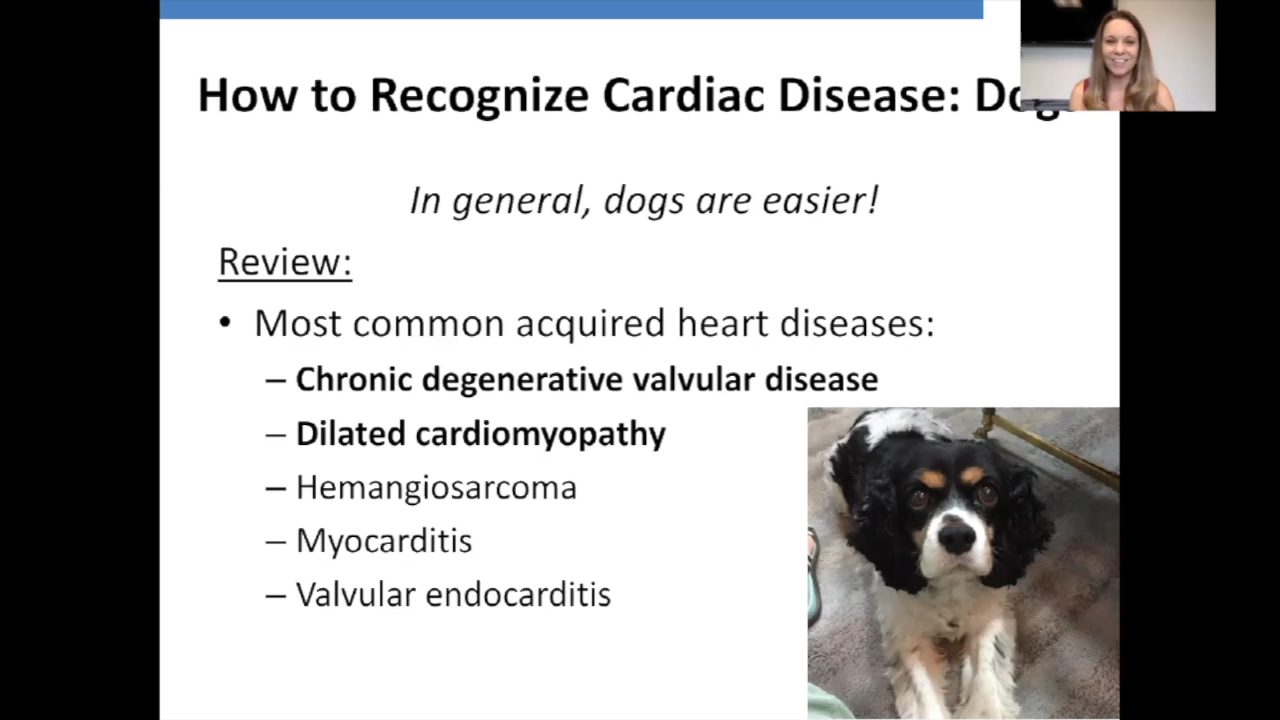 How to Recognize Cardiac Disease: Dogs
In general, dogs are easier!
Review:
• Most common acquired heart diseases:
– Chronic degenerative valvular disease
– Dilated cardiomyopathy
– Hemangiosarcoma
– Myocarditis
– Valvular endocarditis